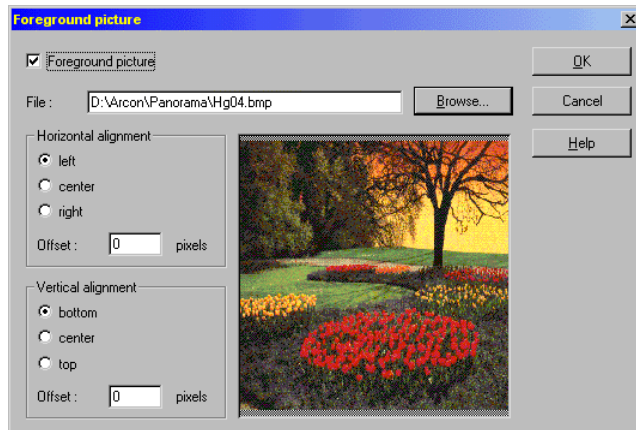 Foreground picture
Foreground picture
OK
File : D:\Arcon\Panorama\Hg04.bmp Browse... Cancel
Horizontal alignment
Help
left
center
right
Offset : 0 pixels
Vertical alignment
bottom
center
top
Offset : 0 pixels